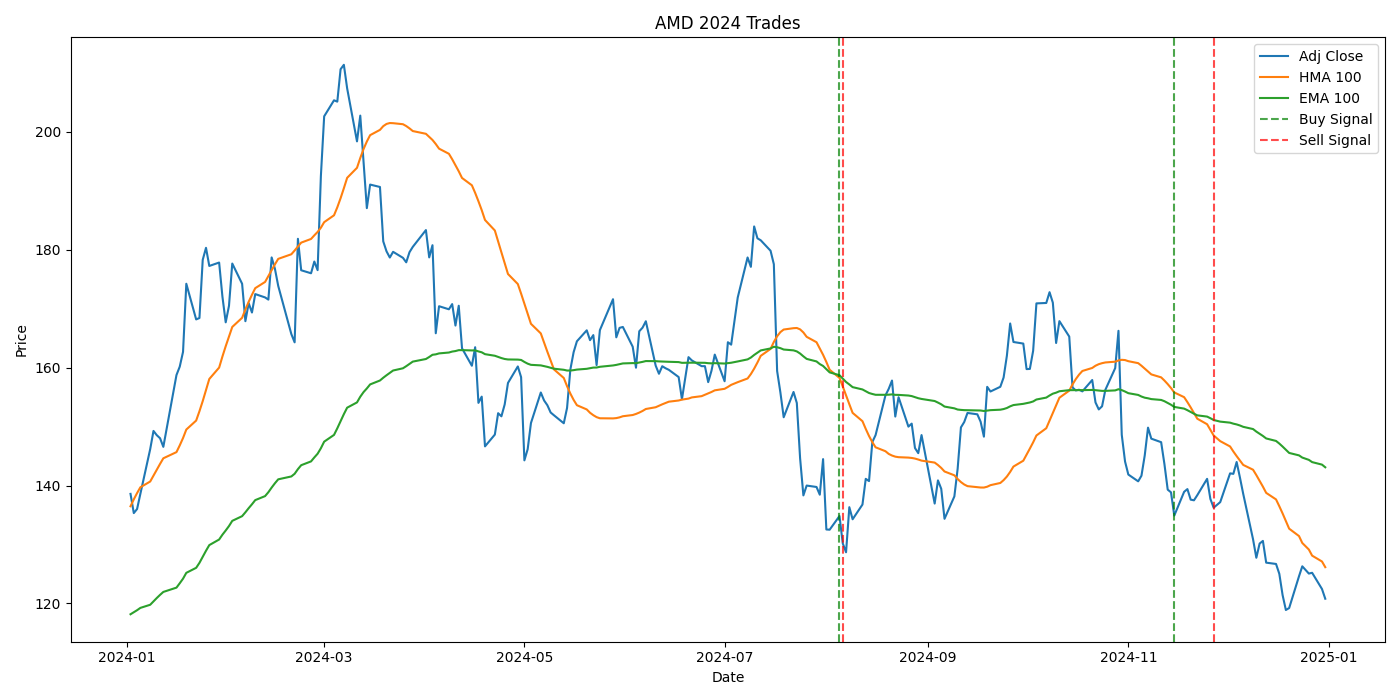 AMD 2024 Trades
Adj Close
HMA 100
EMA 100
Buy Signal
Sell Signal
Price
200
180
160
140
120
2024-01
2024-03
2024-05
2024-07
2024-09
2024-11
2025-01
Date